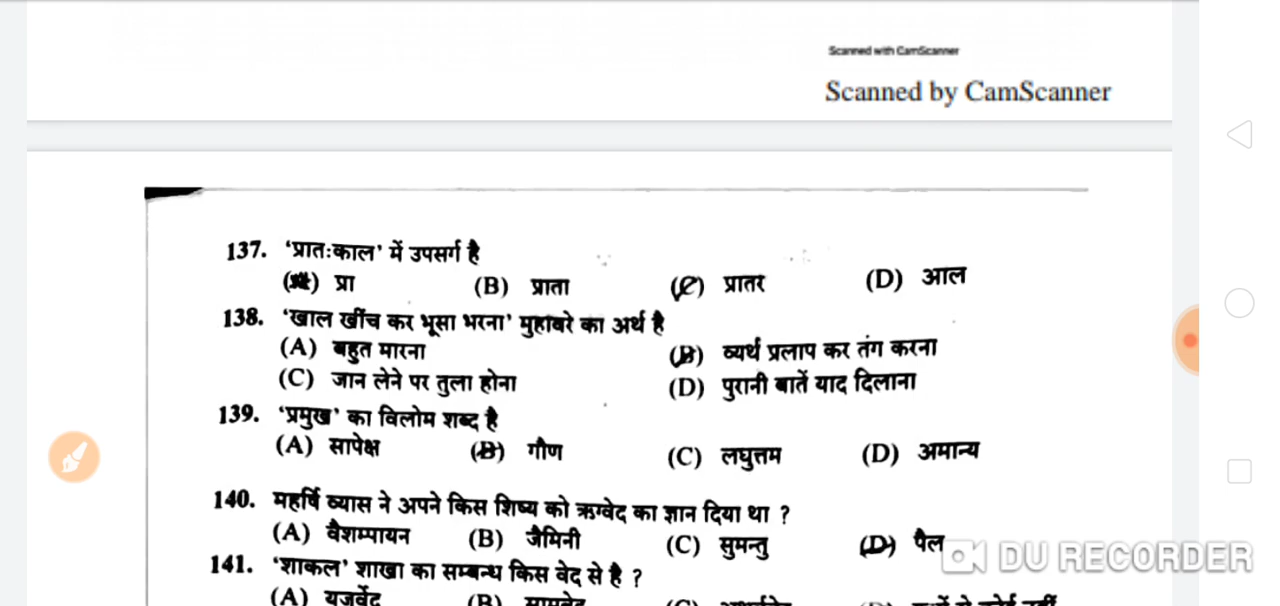 Scanned with CamScanner
Scanned by CamScanner
137. ‘प्रातःकाल’ में उपसर्ग है
(A) प्रा (B) प्राता (C) प्रातर (D) आल
138. ‘खाल खींच कर भूसा भरना’ मुहावरे का अर्थ है
(A) बहुत मारना (B) व्यर्थ प्रलाप कर तंग करना
(C) जान लेने पर तुला होना (D) पुरानी बातें याद दिलाना
139. ‘प्रमुख’ का विलोम शब्द है
(A) सापेक्ष (B) गौण (C) लघुत्तम (D) अमान्य
140. महर्षि व्यास ने अपने किस शिष्य को ऋग्वेद का ज्ञान दिया था ?
(A) वैशम्पायन (B) जैमिनी (C) सुमन्तु (D) पैल
DU RECORDER
141. ‘शाकल’ शाखा का सम्बन्ध किस वेद से है ?
(A) यजुर्वेद (B) सामवेद